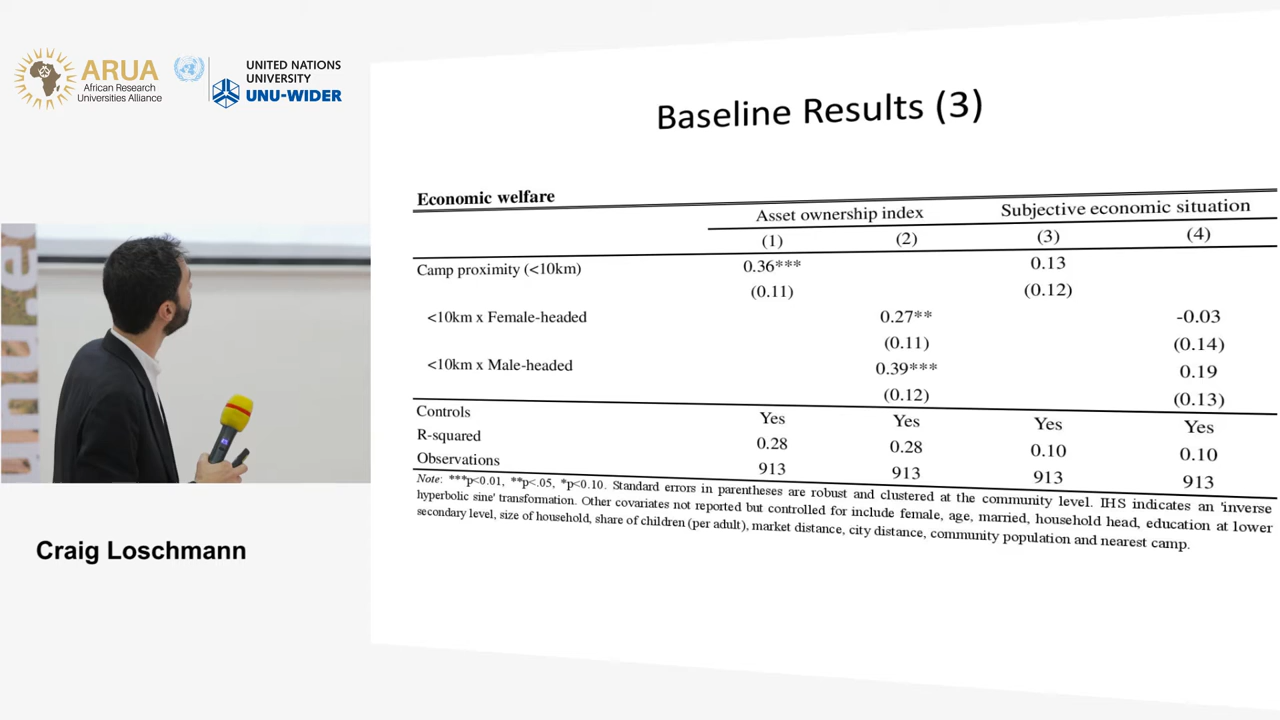 ARUA
African Research
Universities Alliance
UNITED NATIONS
UNIVERSITY
UNU-WIDER
Craig Loschmann
Baseline Results (3)
Economic welfare
Asset ownership index Subjective economic situation
(1) (2) (3) (4)
Camp proximity (<10km) 0.36*** 0.13
(0.11) (0.12)
<10km x Female-headed 0.27** -0.03
(0.11) (0.14)
<10km x Male-headed 0.39*** 0.19
(0.12) (0.13)
Controls Yes Yes Yes Yes
R-squared 0.28 0.28 0.10 0.10
Observations 913 913 913 913
Note: ***p<0.01, **p<.05, *p<0.10. Standard errors in parentheses are robust and clustered at the community level. IHS indicates an 'inverse
hyperbolic sine' transformation. Other covariates not reported but controlled for include female, age, married, household head, education at lower
secondary level, size of household, share of children (per adult), market distance, city distance, community population and nearest camp.